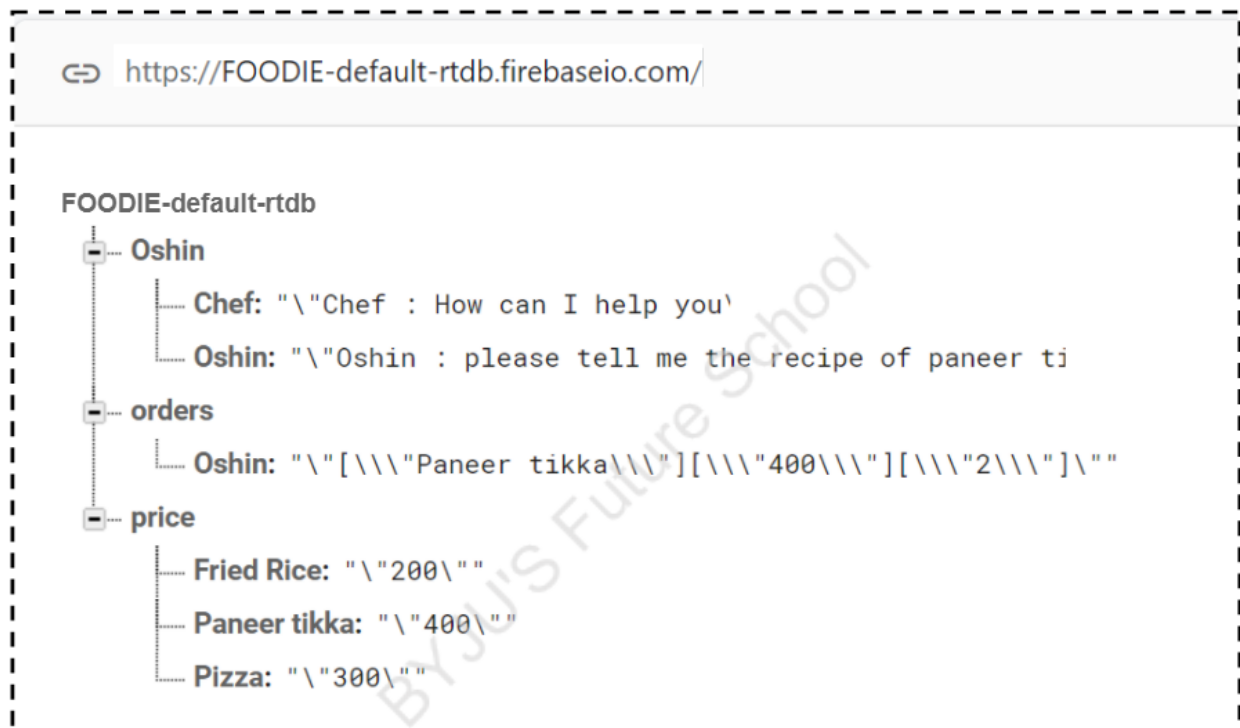 https://FOODIE-default-rtdb.firebaseio.com/
FOODIE-default-rtdb
Oshin
Chef: "\"Chef : How can I help you\
Oshin: "\"Oshin : please tell me the recipe of paneer ti
orders
Oshin: "\"[\\\"Paneer tikka\\\"][\\\"400\\\"][\\\"2\\\"]\""
price
Fried Rice: "\"200\""
Paneer tikka: "\"400\""
Pizza: "\"300\""
BYJU'S Future School